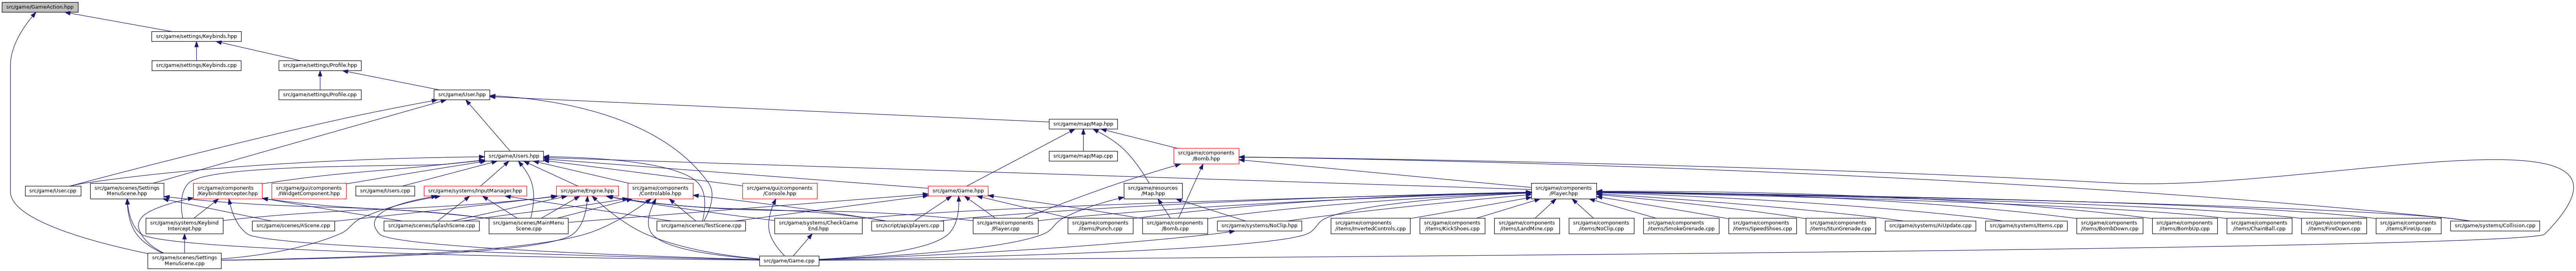 src/game/GameAction.hpp
src/game/settings/Keybinds.hpp
src/game/settings/Keybinds.cpp
src/game/settings/Profile.hpp
src/game/settings/Profile.cpp
src/game/User.hpp
src/game/map/Map.hpp
src/game/Users.hpp
src/game/map/Map.cpp
src/game/components
/Bomb.hpp
src/game/User.cpp
src/game/scenes/Settings
MenuScene.hpp
src/game/components
/KeybindIntercepter.hpp
src/game/gui/components
/IWidgetComponent.hpp
src/game/Users.cpp
src/game/systems/InputManager.hpp
src/game/Engine.hpp
src/game/components
/Controlable.hpp
src/game/gui/components
/Console.hpp
src/game/Game.hpp
src/game/resources
/Map.hpp
src/game/components
/Player.hpp
src/game/systems/Keybind
Intercept.hpp
src/game/scenes/AScene.cpp
src/game/scenes/SplashScene.cpp
src/game/scenes/MainMenu
Scene.cpp
src/game/scenes/TestScene.cpp
src/game/systems/CheckGame
End.hpp
src/script/api/players.cpp
src/game/components
/Player.cpp
src/game/components
/items/Punch.cpp
src/game/components
/Bomb.cpp
src/game/systems/NoClip.hpp
src/game/components
/items/InvertedControls.cpp
src/game/components
/items/KickShoes.cpp
src/game/components
/items/LandMine.cpp
src/game/components
/items/NoClip.cpp
src/game/components
/items/SmokeGrenade.cpp
src/game/components
/items/SpeedShoes.cpp
src/game/components
/items/StunGrenade.cpp
src/game/systems/AiUpdate.cpp
src/game/systems/Items.cpp
src/game/components
/items/BombDown.cpp
src/game/components
/items/BombUp.cpp
src/game/components
/items/ChainBall.cpp
src/game/components
/items/FireDown.cpp
src/game/components
/items/FireUp.cpp
src/game/systems/Collision.cpp
src/game/scenes/Settings
MenuScene.cpp
src/game/Game.cpp